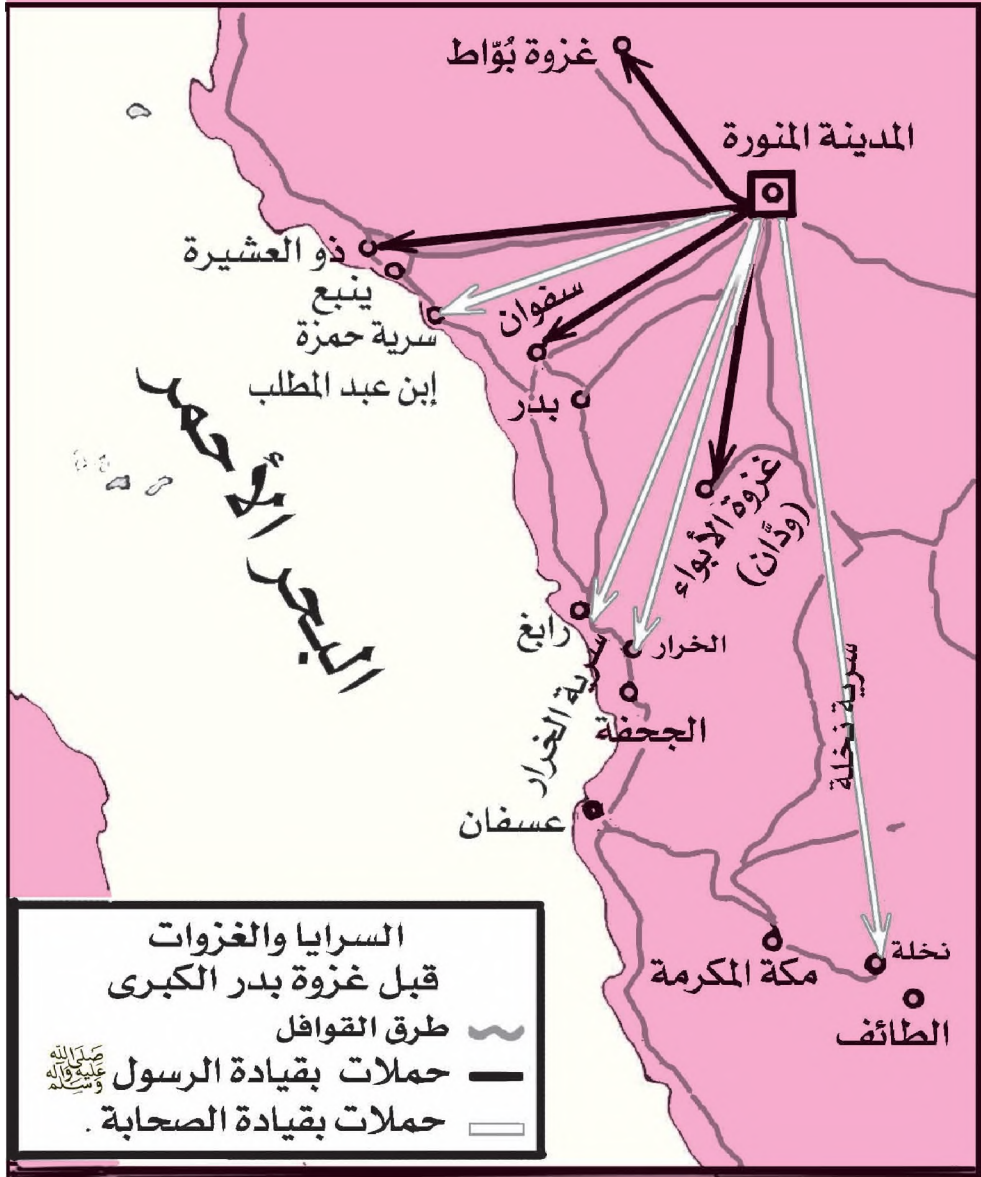 غزوة بُوّاط
المدينة المنورة
ذو العشيرة
ينبع
سرية حمزة
إبن عبد المطلب
سفوان
بدر
غزوة الأبواء
(ودَّان)
البحر الأحمر
رابغ
الخرار
سرية الخرار
الجحفة
سرية نخلة
عسفان
نخلة
مكة المكرمة
الطائف
السرايا والغزوات
قبل غزوة بدر الكبرى
طرق القوافل
حملات بقيادة الرسول صلى الله عليه وآله وسلم
حملات بقيادة الصحابة .